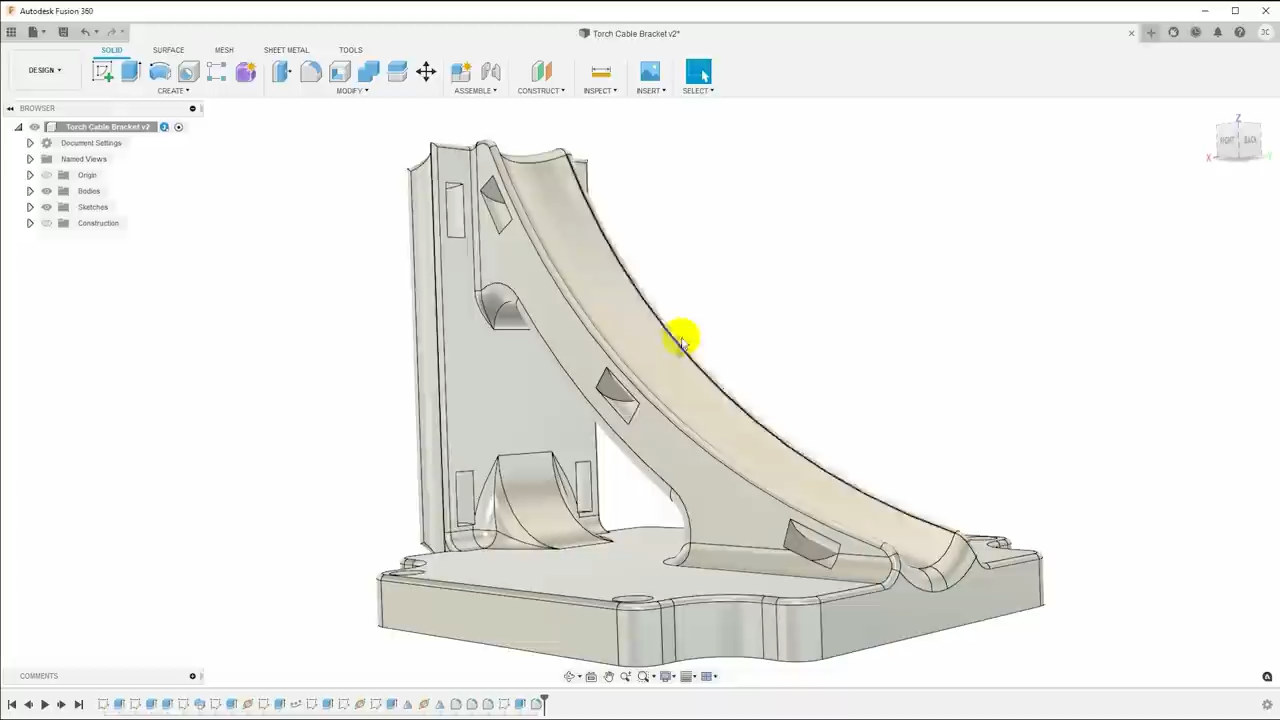 Autodesk Fusion 360
Torch Cable Bracket v2*
JC
SOLID SURFACE MESH SHEET METAL TOOLS
DESIGN
CREATE MODIFY ASSEMBLE CONSTRUCT INSPECT INSERT SELECT
BROWSER
Torch Cable Bracket v2
Document Settings
Named Views
Origin
Bodies
Sketches
Construction
Z
RIGHT BACK
X Y
COMMENTS